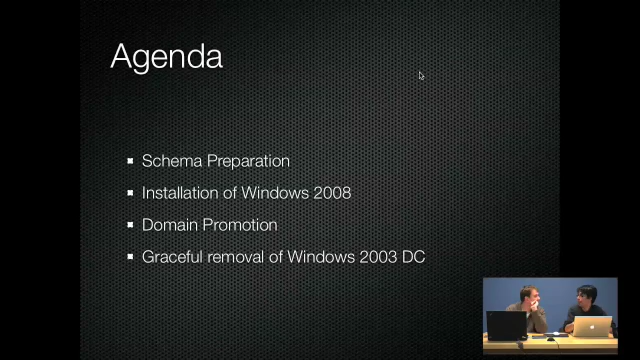 Agenda
Schema Preparation
Installation of Windows 2008
Domain Promotion
Graceful removal of Windows 2003 DC